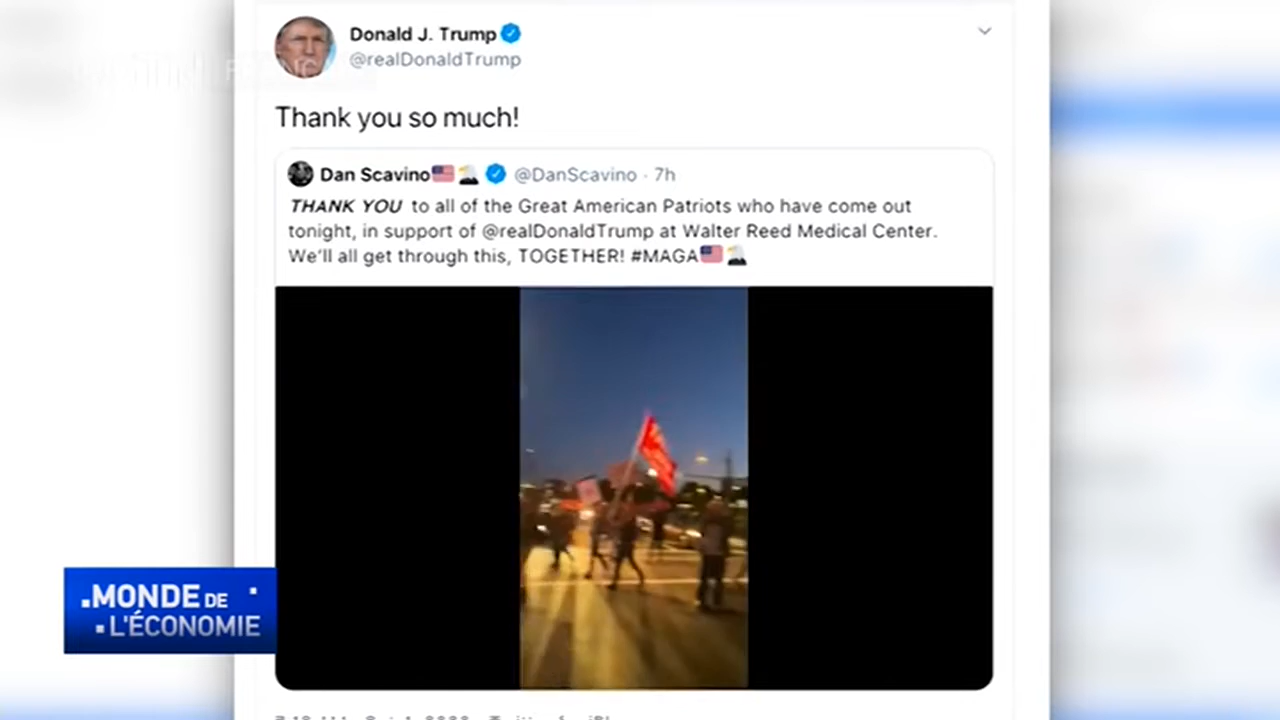 Donald J. Trump
@realDonaldTrump
Thank you so much!
Dan Scavino🇺🇸🦅 @DanScavino · 7h
THANK YOU to all of the Great American Patriots who have come out
tonight, in support of @realDonaldTrump at Walter Reed Medical Center.
We'll all get through this, TOGETHER! #MAGA🇺🇸🦅
MONDE DE
L'ÉCONOMIE